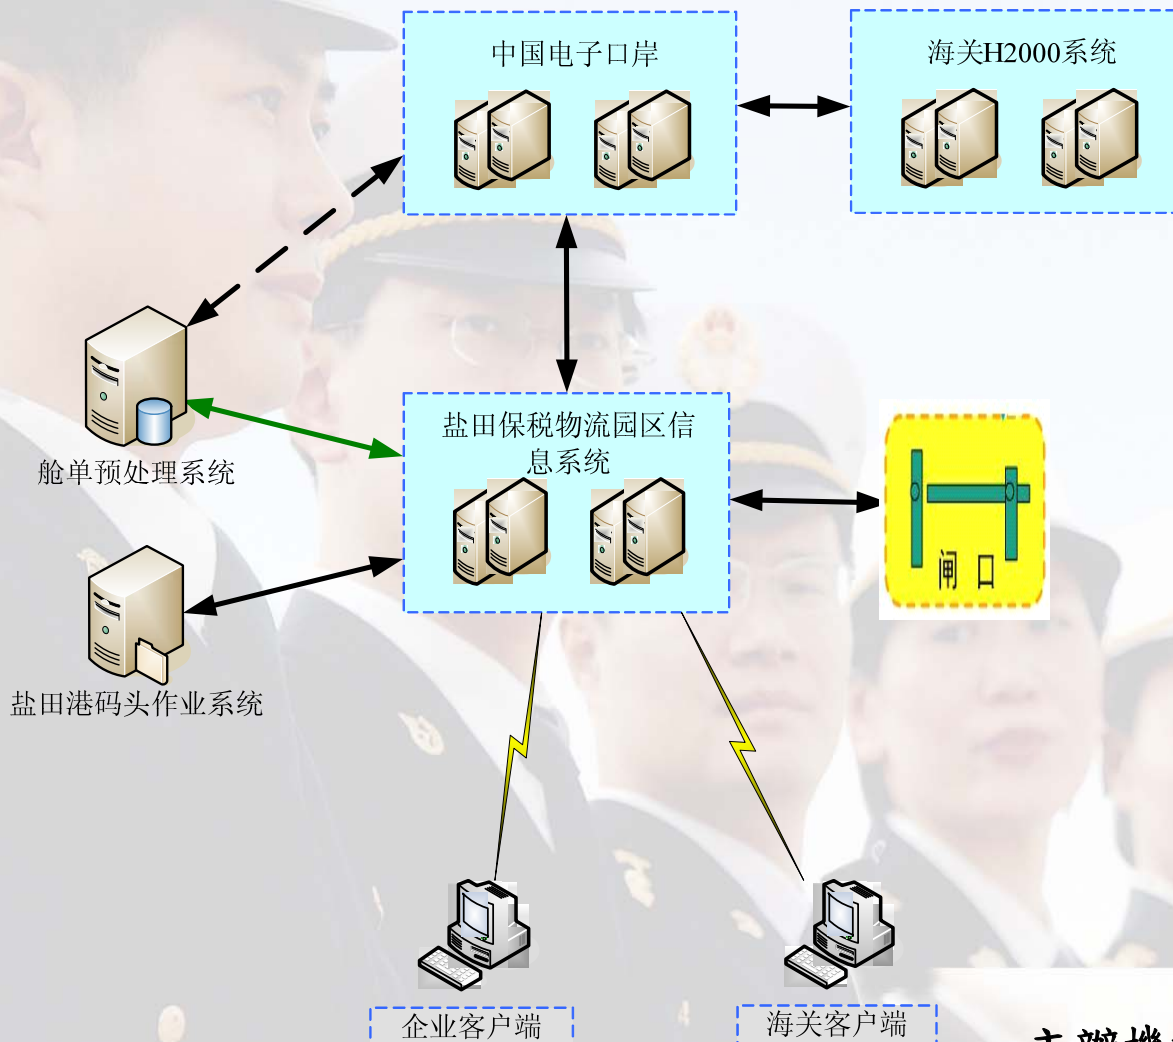 中国电子口岸
海关H2000系统
舱单预处理系统
盐田保税物流园区信
息系统
闸口
盐田港码头作业系统
企业客户端
海关客户端